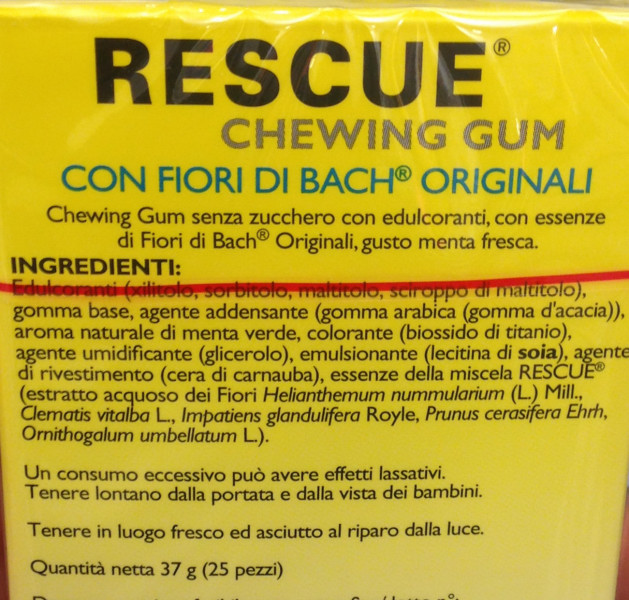 RESCUE®
CHEWING GUM
CON FIORI DI BACH® ORIGINALI
Chewing Gum senza zucchero con edulcoranti, con essenze
di Fiori di Bach® Originali, gusto menta fresca.
INGREDIENTI:
Edulcoranti (xilitolo, sorbitolo, maltitolo, sciroppo di maltitolo),
gomma base, agente addensante (gomma arabica (gomma d'acacia)),
aroma naturale di menta verde, colorante (biossido di titanio),
agente umidificante (glicerolo), emulsionante (lecitina di soia), agente
di rivestimento (cera di carnauba), essenze della miscela RESCUE®
(estratto acquoso dei Fiori Helianthemum nummularium (L.) Mill.,
Clematis vitalba L., Impatiens glandulifera Royle, Prunus cerasifera Ehrh,
Ornithogalum umbellatum L.).
Un consumo eccessivo può avere effetti lassativi.
Tenere lontano dalla portata e dalla vista dei bambini.
Tenere in luogo fresco ed asciutto al riparo dalla luce.
Quantità netta 37 g (25 pezzi)